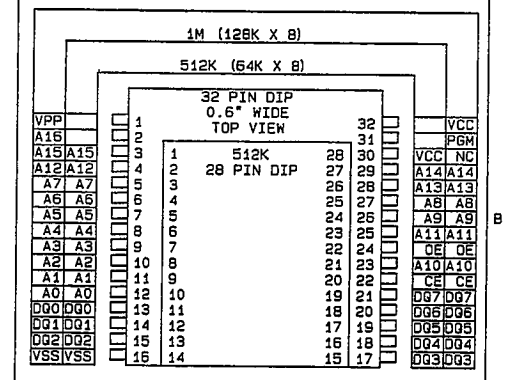 1M (128K X 8)
512K (64K X 8)
32 PIN DIP
0.6" WIDE
TOP VIEW
VPP 1 32 VCC
A16 2 31 PGM
A15 A15 3 1 512K 28 30 VCC NC
A12 A12 4 2 28 PIN DIP 27 29 A14 A14
A7 A7 5 3 26 28 A13 A13
A6 A6 6 4 25 27 A8 A8
A5 A5 7 5 24 26 A9 A9
B
A4 A4 8 6 23 25 A11 A11
A3 A3 9 7 22 24 OE OE
A2 A2 10 8 21 23 A10 A10
A1 A1 11 9 20 22 CE CE
A0 A0 12 10 19 21 DQ7 DQ7
DQ0 DQ0 13 11 18 20 DQ6 DQ6
DQ1 DQ1 14 12 17 19 DQ5 DQ5
DQ2 DQ2 15 13 16 18 DQ4 DQ4
VSS VSS 16 14 15 17 DQ3 DQ3